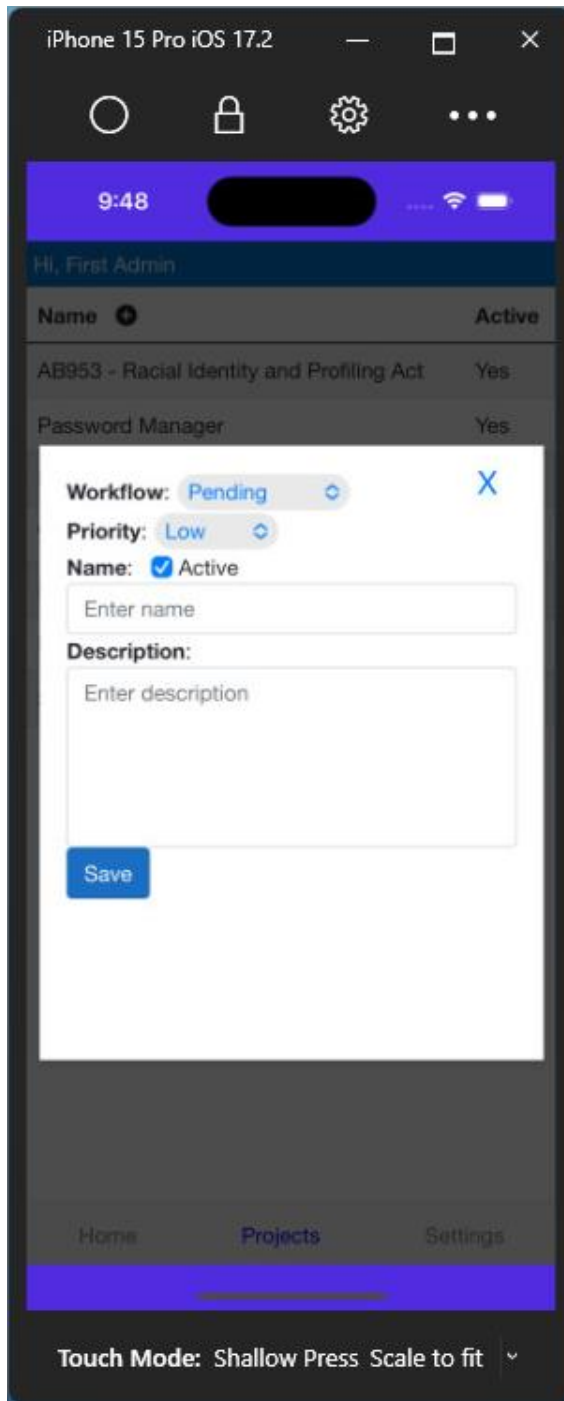 iPhone 15 Pro iOS 17.2
9:48
Hi, First Admin
Name Active
AB953 - Racial Identity and Profiling Act Yes
Password Manager Yes
X
Workflow: Pending
Priority: Low
Name: Active
Enter name
Description:
Enter description
Save
Home Projects Settings
Touch Mode: Shallow Press Scale to fit